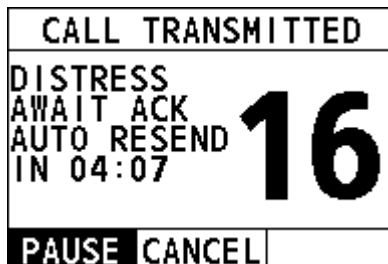 CALL TRANSMITTED
DISTRESS
AWAIT ACK
AUTO RESEND
IN 04:07
16
PAUSE CANCEL